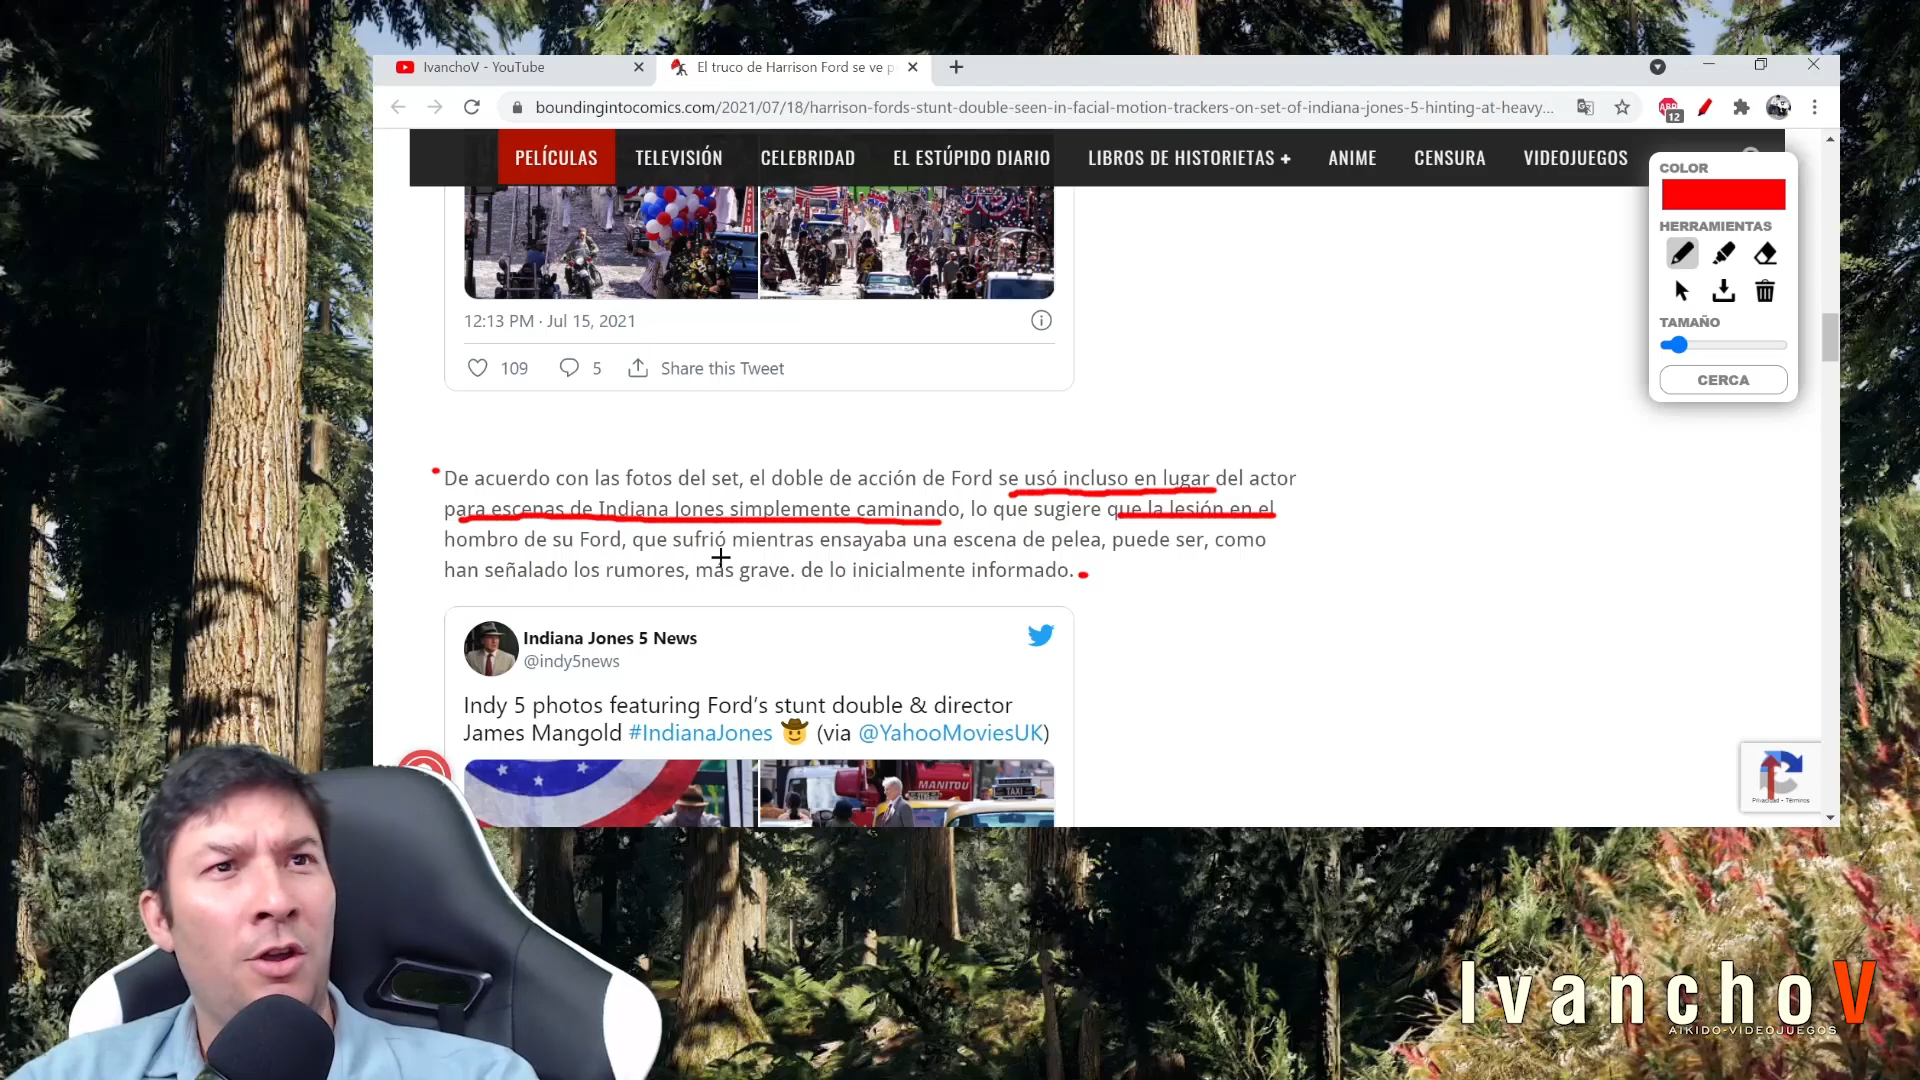 IvanchoV - YouTube
El truco de Harrison Ford se ve p
boundingintocomics.com/2021/07/18/harrison-fords-stunt-double-seen-in-facial-motion-trackers-on-set-of-indiana-jones-5-hinting-at-heavy...
ABP
12
PELÍCULAS TELEVISIÓN CELEBRIDAD EL ESTÚPIDO DIARIO LIBROS DE HISTORIETAS + ANIME CENSURA VIDEOJUEGOS
COLOR
HERRAMIENTAS
TAMAÑO
CERCA
12:13 PM · Jul 15, 2021
109 5 Share this Tweet
De acuerdo con las fotos del set, el doble de acción de Ford se usó incluso en lugar del actor
para escenas de Indiana Jones simplemente caminando, lo que sugiere que la lesión en el
hombro de su Ford, que sufrió mientras ensayaba una escena de pelea, puede ser, como
han señalado los rumores, más grave. de lo inicialmente informado.
Indiana Jones 5 News
@indy5news
Indy 5 photos featuring Ford's stunt double & director
James Mangold #IndianaJones 🤠 (via @YahooMoviesUK)
MANITOU
TAXI
Privacidad • Términos
IvanchoV
AIKIDO-VIDEOJUEGOS